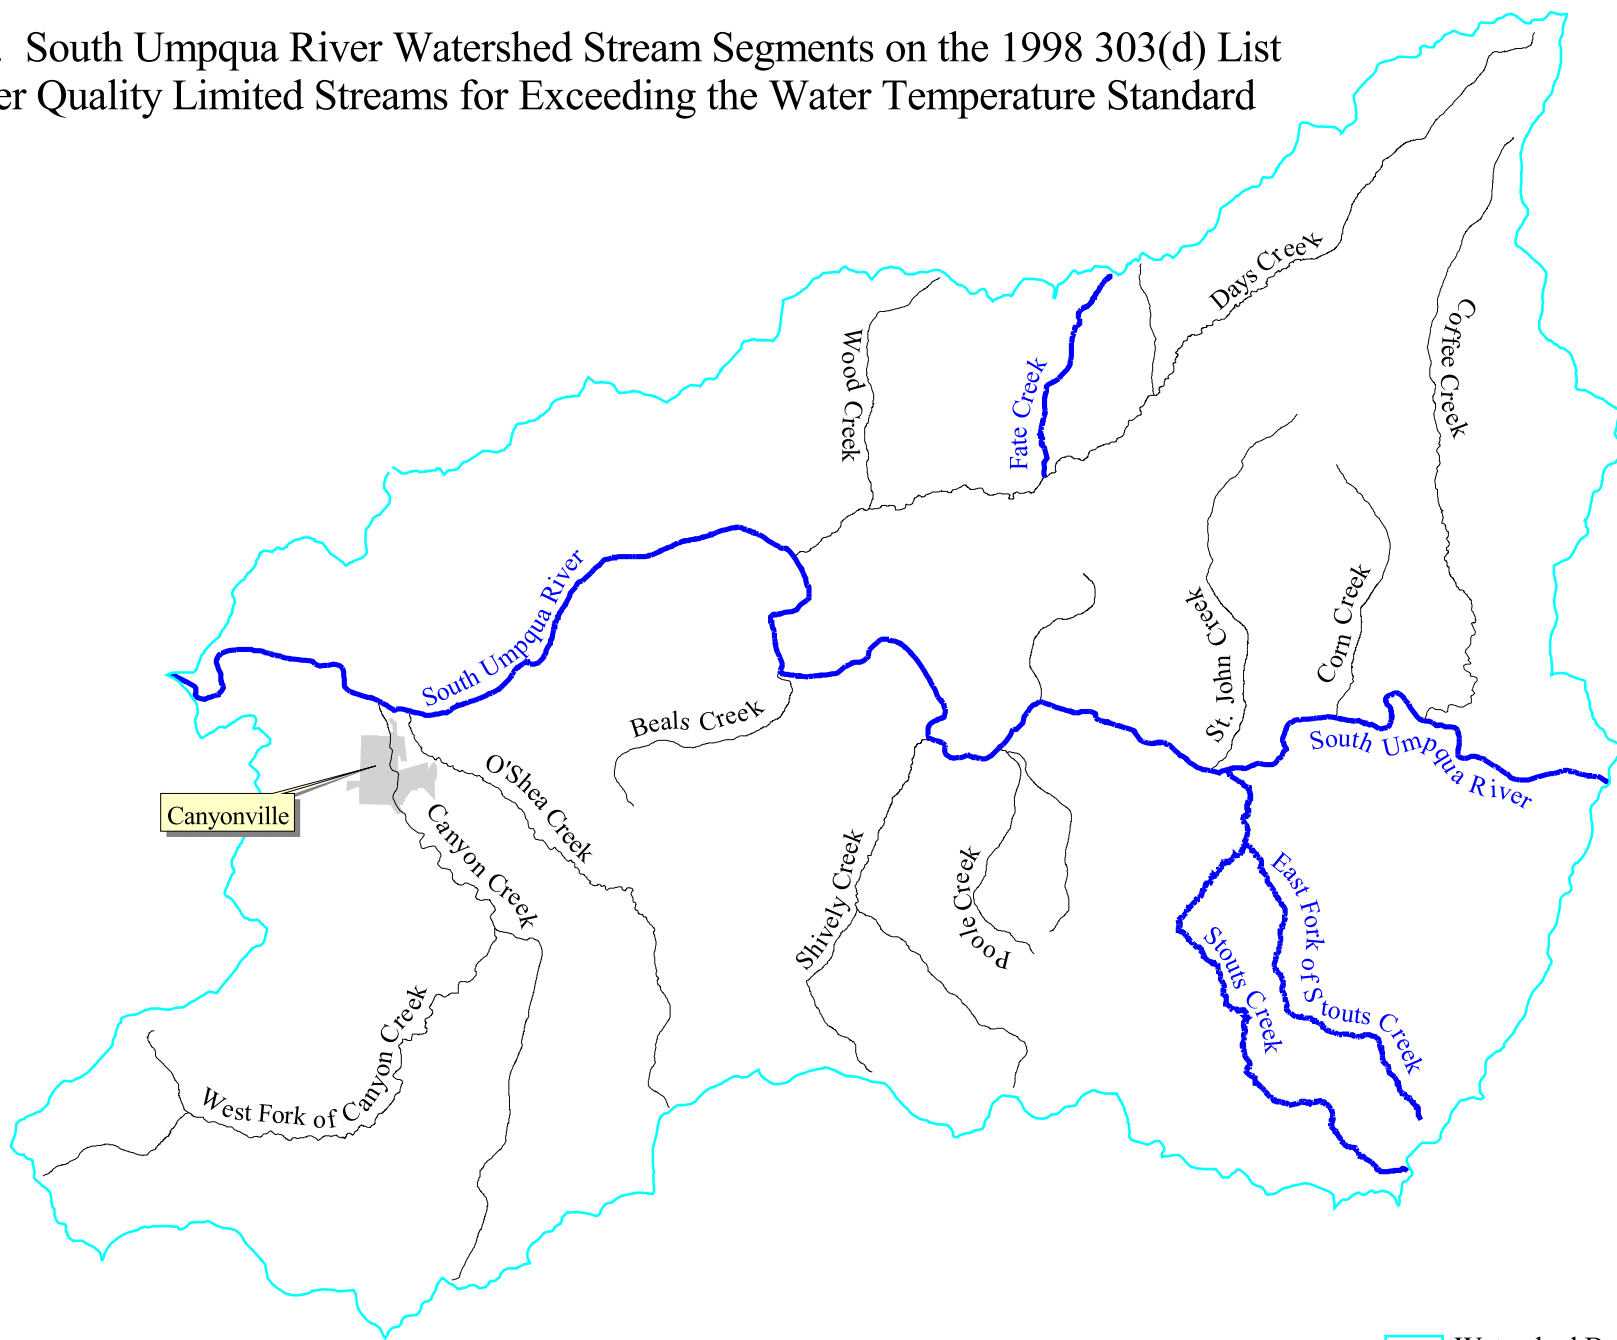 . South Umpqua River Watershed Stream Segments on the 1998 303(d) List
er Quality Limited Streams for Exceeding the Water Temperature Standard
Days Creek
Coffee Creek
Wood Creek
Fate Creek
South Umpqua River
St. John Creek
Corn Creek
Beals Creek
South Umpqua River
O'Shea Creek
Canyonville
Canyon Creek
Shively Creek
Poole Creek
East Fork of Stouts Creek
Stouts Creek
West Fork of Canyon Creek